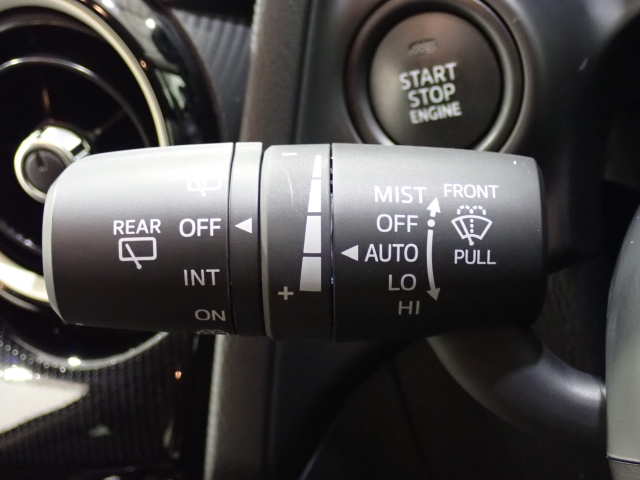 START
STOP
ENGINE
REAR
OFF
INT
ON
−
+
MIST
OFF
AUTO
LO
HI
FRONT
PULL